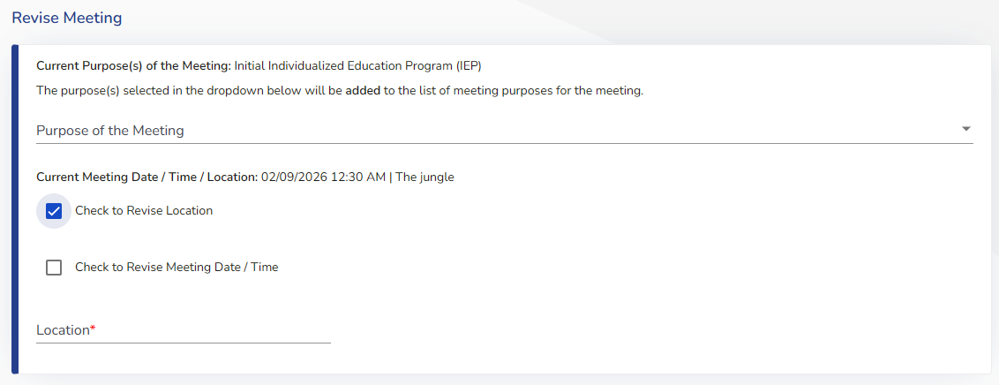 Revise Meeting
Current Purpose(s) of the Meeting: Initial Individualized Education Program (IEP)
The purpose(s) selected in the dropdown below will be added to the list of meeting purposes for the meeting.
Purpose of the Meeting
Current Meeting Date / Time / Location: 02/09/2026 12:30 AM | The jungle
Check to Revise Location
Check to Revise Meeting Date / Time
Location*